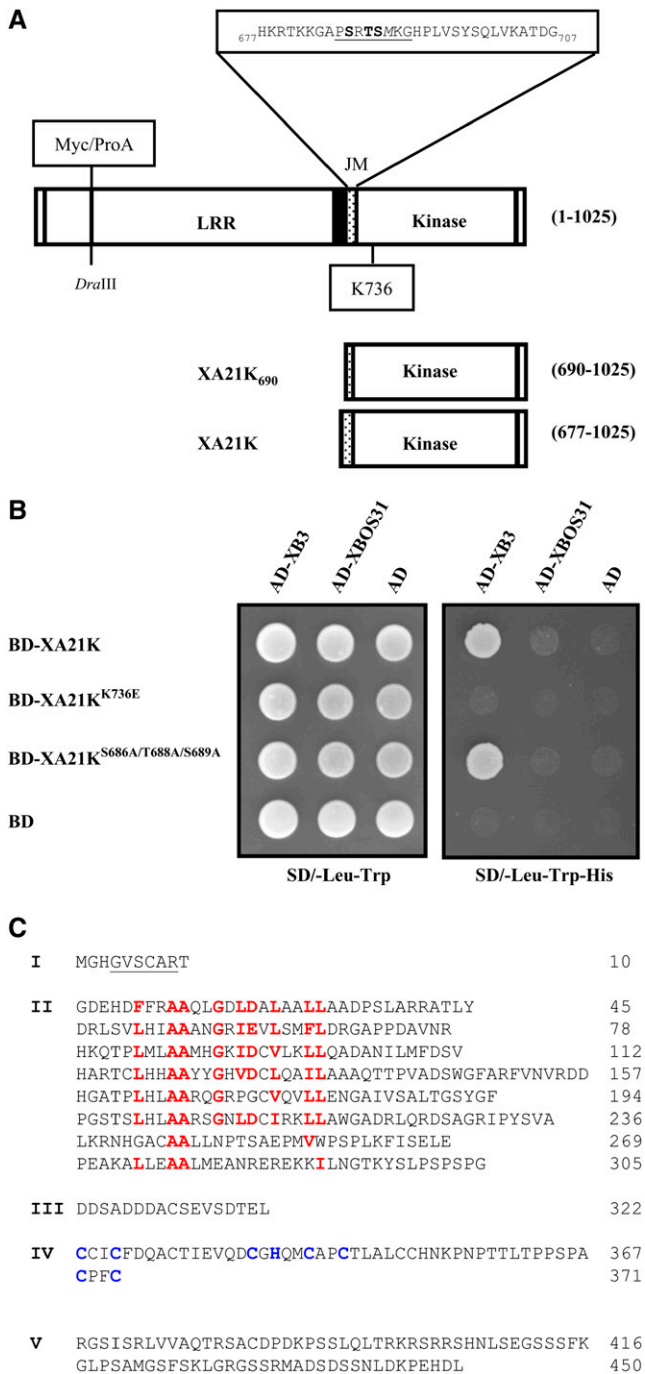 A
677HKRTKKGAPSRTSMKGHPLVSYSQLVKATDG707
Myc/ProA
JM
LRR
Kinase
(1-1025)
DraIII
K736
XA21K690
Kinase
(690-1025)
XA21K
Kinase
(677-1025)
B
AD-XB3
AD-XBOS31
AD
AD-XB3
AD-XBOS31
AD
BD-XA21K
BD-XA21KK736E
BD-XA21KS686A/T688A/S689A
BD
SD/-Leu-Trp
SD/-Leu-Trp-His
C
I MGHGVSCART 10
II GDEHDFFRAAQLGDLDALAALLAADPSLARRATLY 45
DRLSVLHIAAANGRIEVLSMFLDRGAPPDAVNR 78
HKQTPLMLAAMHGKIDCVLKLLQADANILMFDSV 112
HARTCLHHAAYYGHVDCLQAILAAAQTTPVADSWGFARFVNVRDD 157
HGATPLHLAARQGRPGCVQVLLENGAIVSALTGSYGF 194
PGSTSLHLAARSGNLDCIRKLLAWGADRLQRDSAGRIPYSVA 236
LKRNHGACAALLNPTSAEPMVWPSPLKFISELE 269
PEAKALLEAALMEANREREKKILNGTKYSLPSPSPG 305
III DDSADDDACSEVSDTEL 322
IV CCICFDQACTIEVQDCGHQMCAPCTLALCCHNKPNPTTLTPPSPA 367
CPFC 371
V RGSISRLVVAQTRSACDPDKPSSLQLTRKRSRRSHNLSEGSSSFK 416
GLPSAMGSFSKLGRGSSRMADSDSSNLDKPEHDL 450